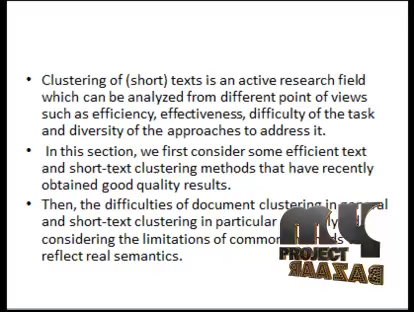 • Clustering of (short) texts is an active research field
which can be analyzed from different point of views
such as efficiency, effectiveness, difficulty of the task
and diversity of the approaches to address it.
• In this section, we first consider some efficient text
and short-text clustering methods that have recently
obtained good quality results.
• Then, the difficulties of document clustering in general
and short-text clustering in particular
considering the limitations of common
reflect real semantics.
MY
PROJECT
BAZAAR